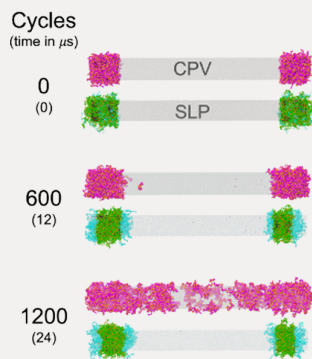 Cycles
(time in μs)
CPV
0
(0)
SLP
600
(12)
1200
(24)